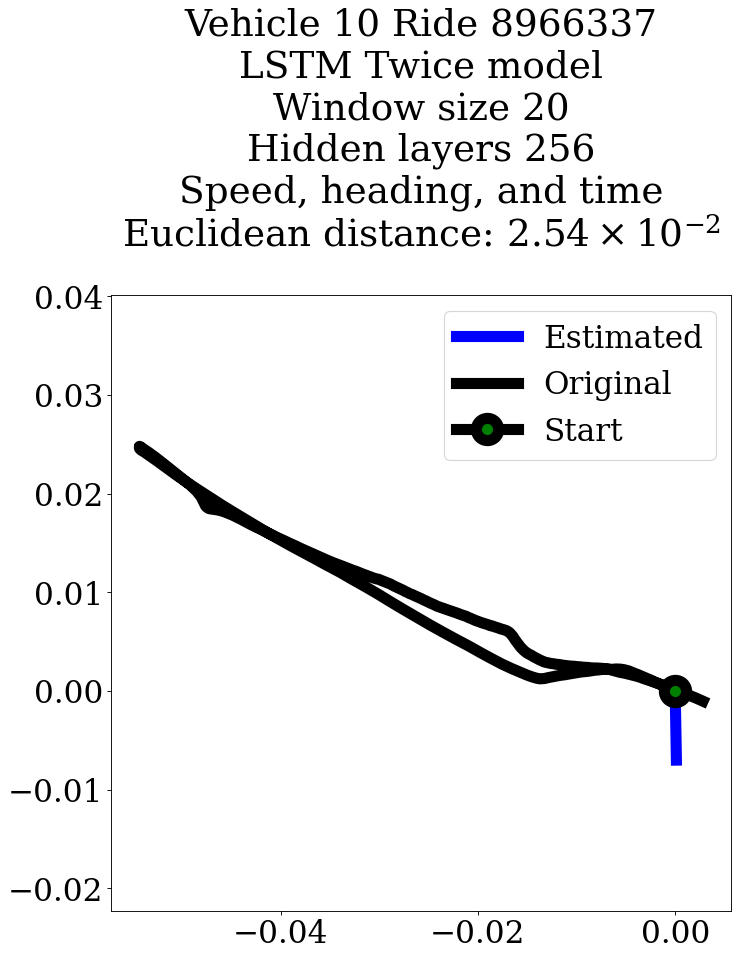 Vehicle 10 Ride 8966337
LSTM Twice model
Window size 20
Hidden layers 256
Speed, heading, and time
Euclidean distance: 2.54 × 10⁻²
0.04
0.03
0.02
0.01
0.00
−0.01
−0.02
Estimated
Original
Start
−0.04
−0.02
0.00